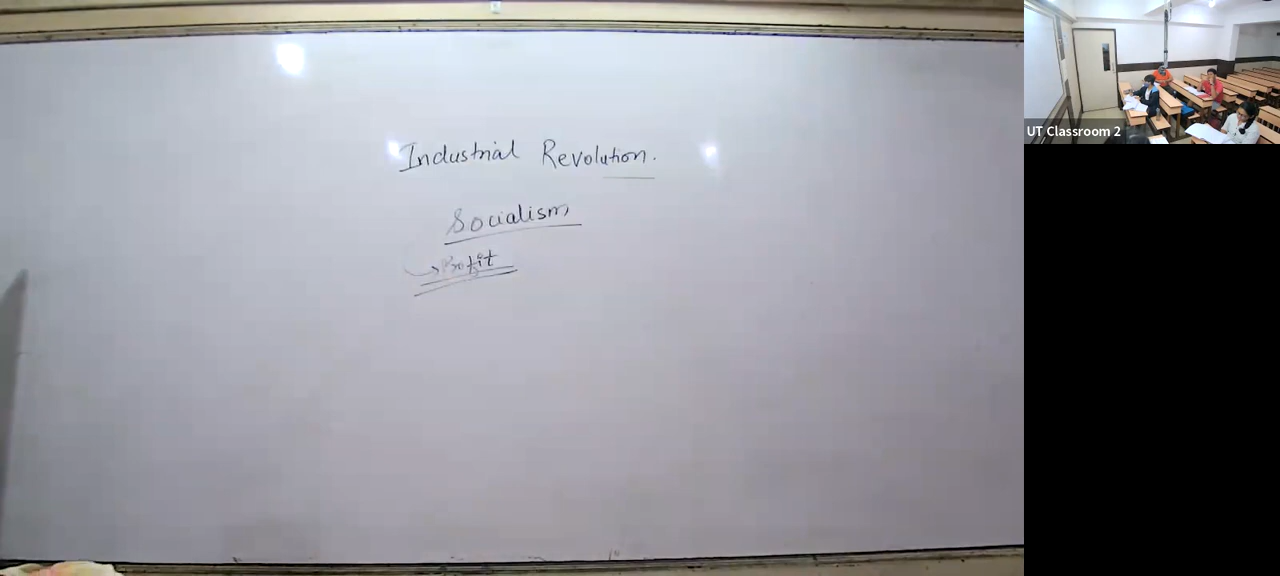 Industrial Revolution.
Socialism
→ Profit
UT Classroom 2